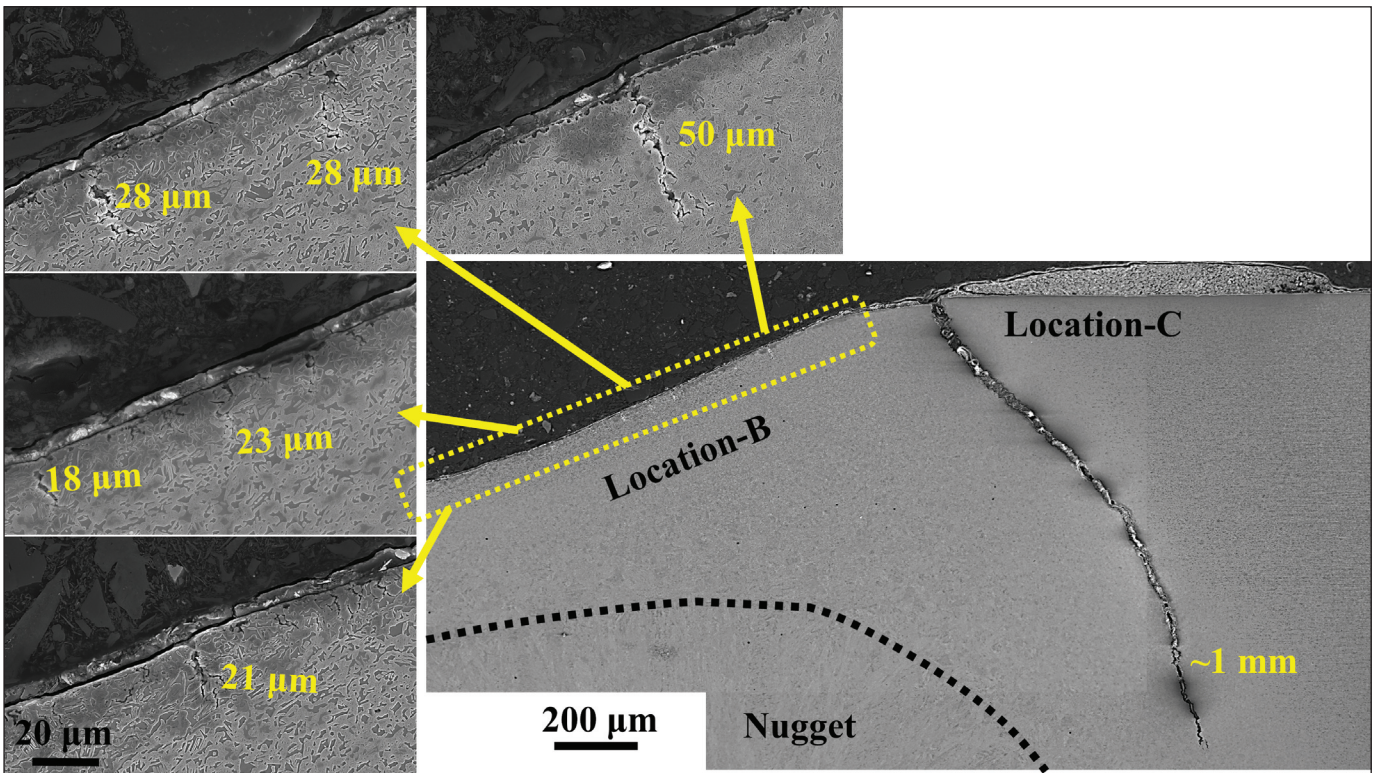 28 μm
28 μm
50 μm
18 μm
23 μm
21 μm
20 μm
Location-B
Location-C
~1 mm
200 μm
Nugget